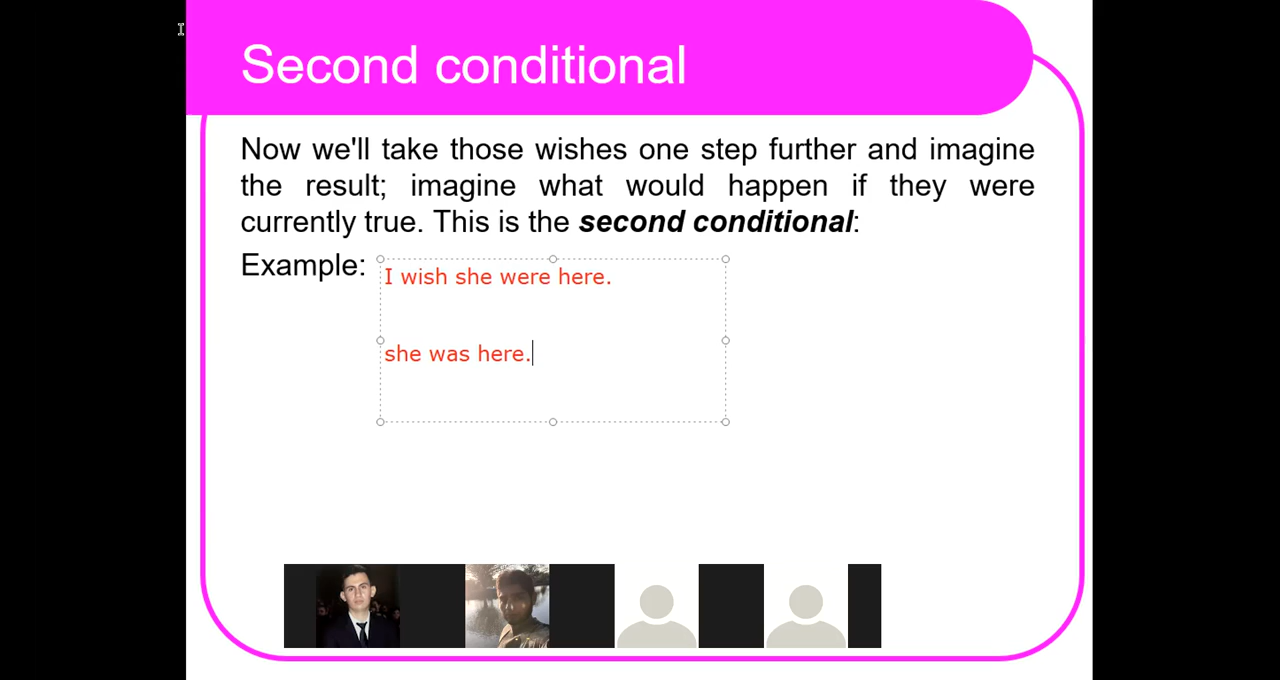 Second conditional
Now we'll take those wishes one step further and imagine
the result; imagine what would happen if they were
currently true. This is the second conditional:
Example:
I wish she were here.
she was here.